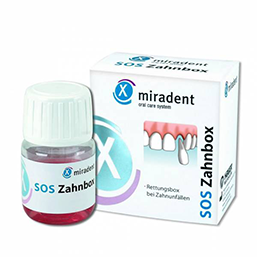 X
miradent
oral care system
- Rettungsbox
bei Zahnunfällen
SOS Zahnbox
X
miradent
SOS Zahnbox